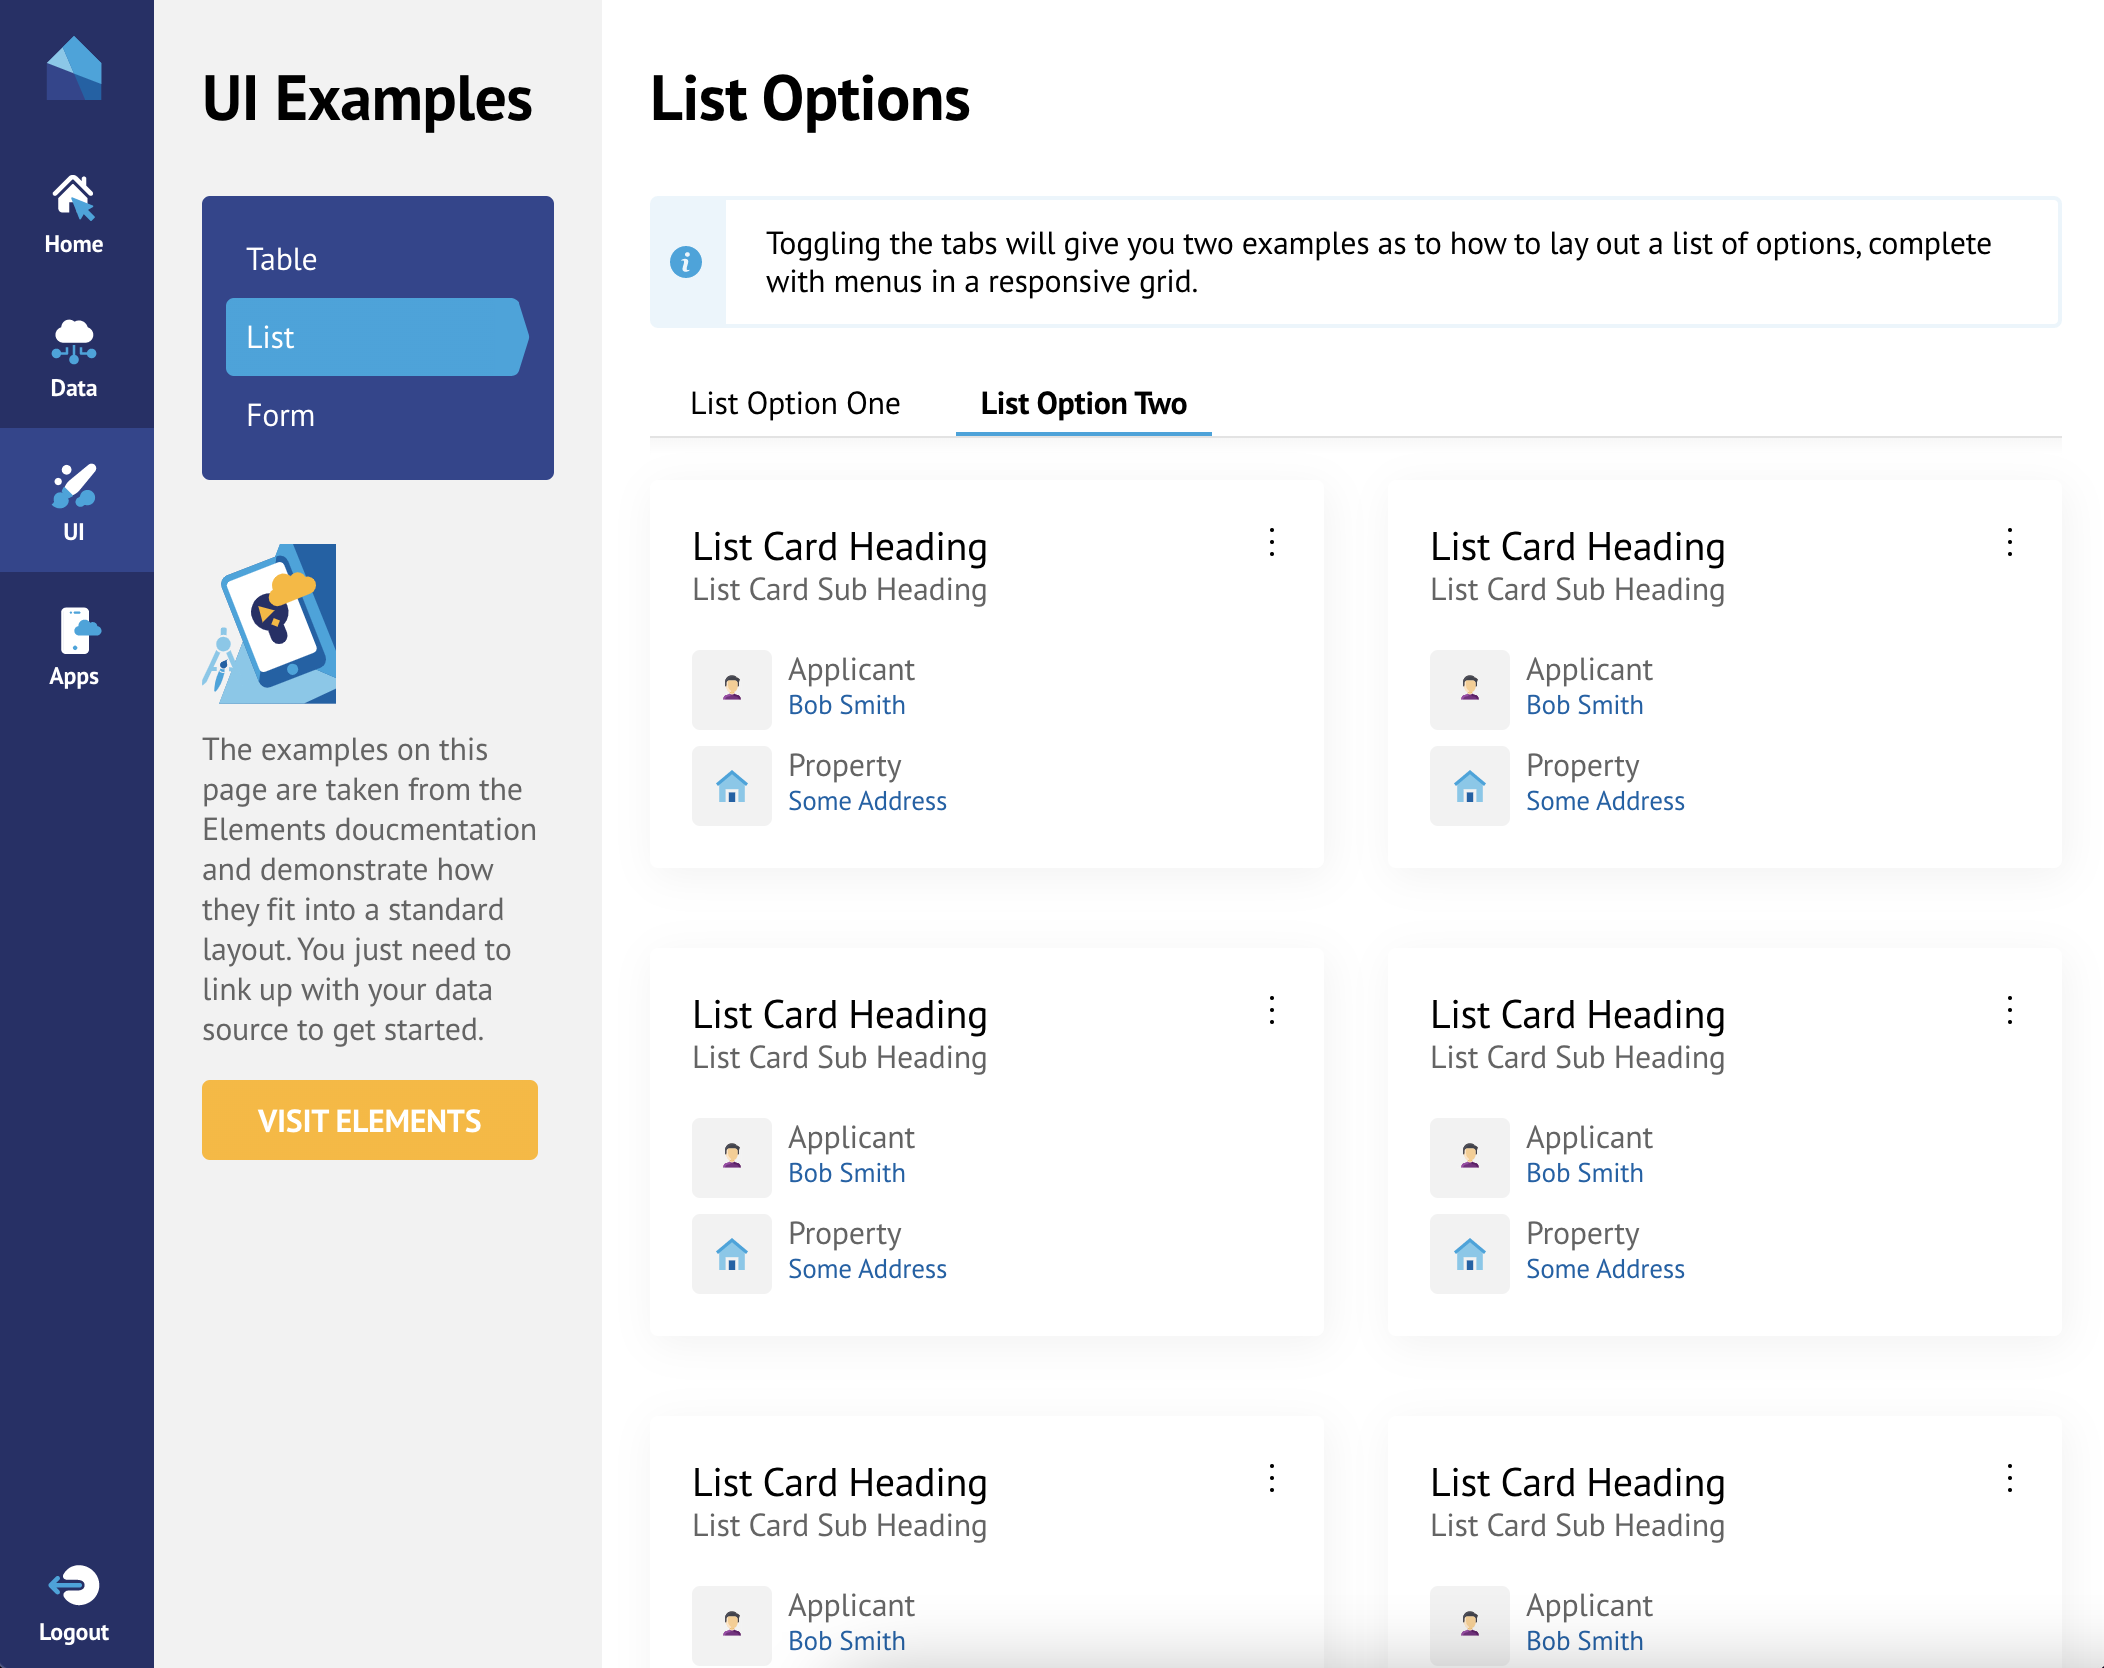 Home
Data
UI
Apps
Logout
UI Examples
Table
List
Form
The examples on this
page are taken from the
Elements doucmentation
and demonstrate how
they fit into a standard
layout. You just need to
link up with your data
source to get started.
VISIT ELEMENTS
List Options
i
Toggling the tabs will give you two examples as to how to lay out a list of options, complete
with menus in a responsive grid.
List Option One
List Option Two
List Card Heading
List Card Sub Heading
Applicant
Bob Smith
Property
Some Address
List Card Heading
List Card Sub Heading
Applicant
Bob Smith
Property
Some Address
List Card Heading
List Card Sub Heading
Applicant
Bob Smith
Property
Some Address
List Card Heading
List Card Sub Heading
Applicant
Bob Smith
Property
Some Address
List Card Heading
List Card Sub Heading
Applicant
Bob Smith
List Card Heading
List Card Sub Heading
Applicant
Bob Smith